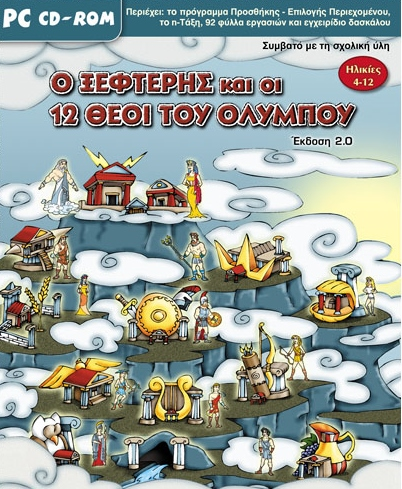 PC CD-ROM
Περιέχει: το πρόγραμμα Προσθήκης - Επιλογής Περιεχομένου,
το n-Τάξη, 92 φύλλα εργασιών και εγχειρίδιο δασκάλου
Συμβατό με τη σχολική ύλη
Ηλικίες
4-12
Ο ΞΕΦΤΕΡΗΣ και οι
12 ΘΕΟΙ ΤΟΥ ΟΛΥΜΠΟΥ
Έκδοση 2.0